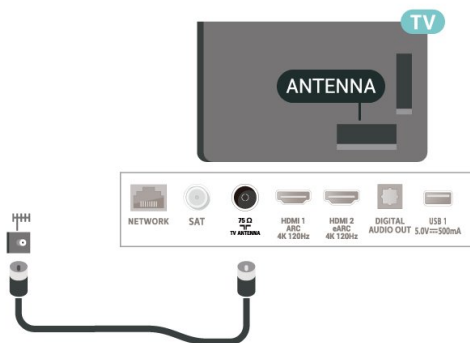 TV
ANTENNA
NETWORK
SAT
75 Ω
TV ANTENNA
HDMI 1
ARC
4K 120Hz
HDMI 2
eARC
4K 120Hz
DIGITAL
AUDIO OUT
USB 1
5.0V⎓500mA